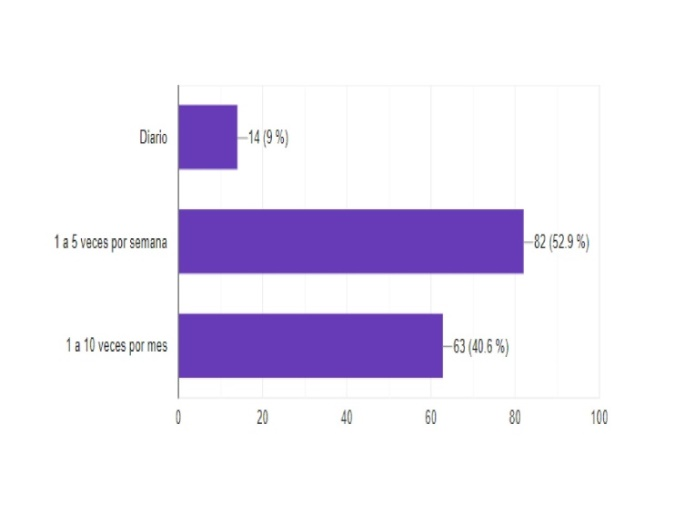 Diario
14 (9 %)
1 a 5 veces por semana
82 (52.9 %)
1 a 10 veces por mes
63 (40.6 %)
0 20 40 60 80 100